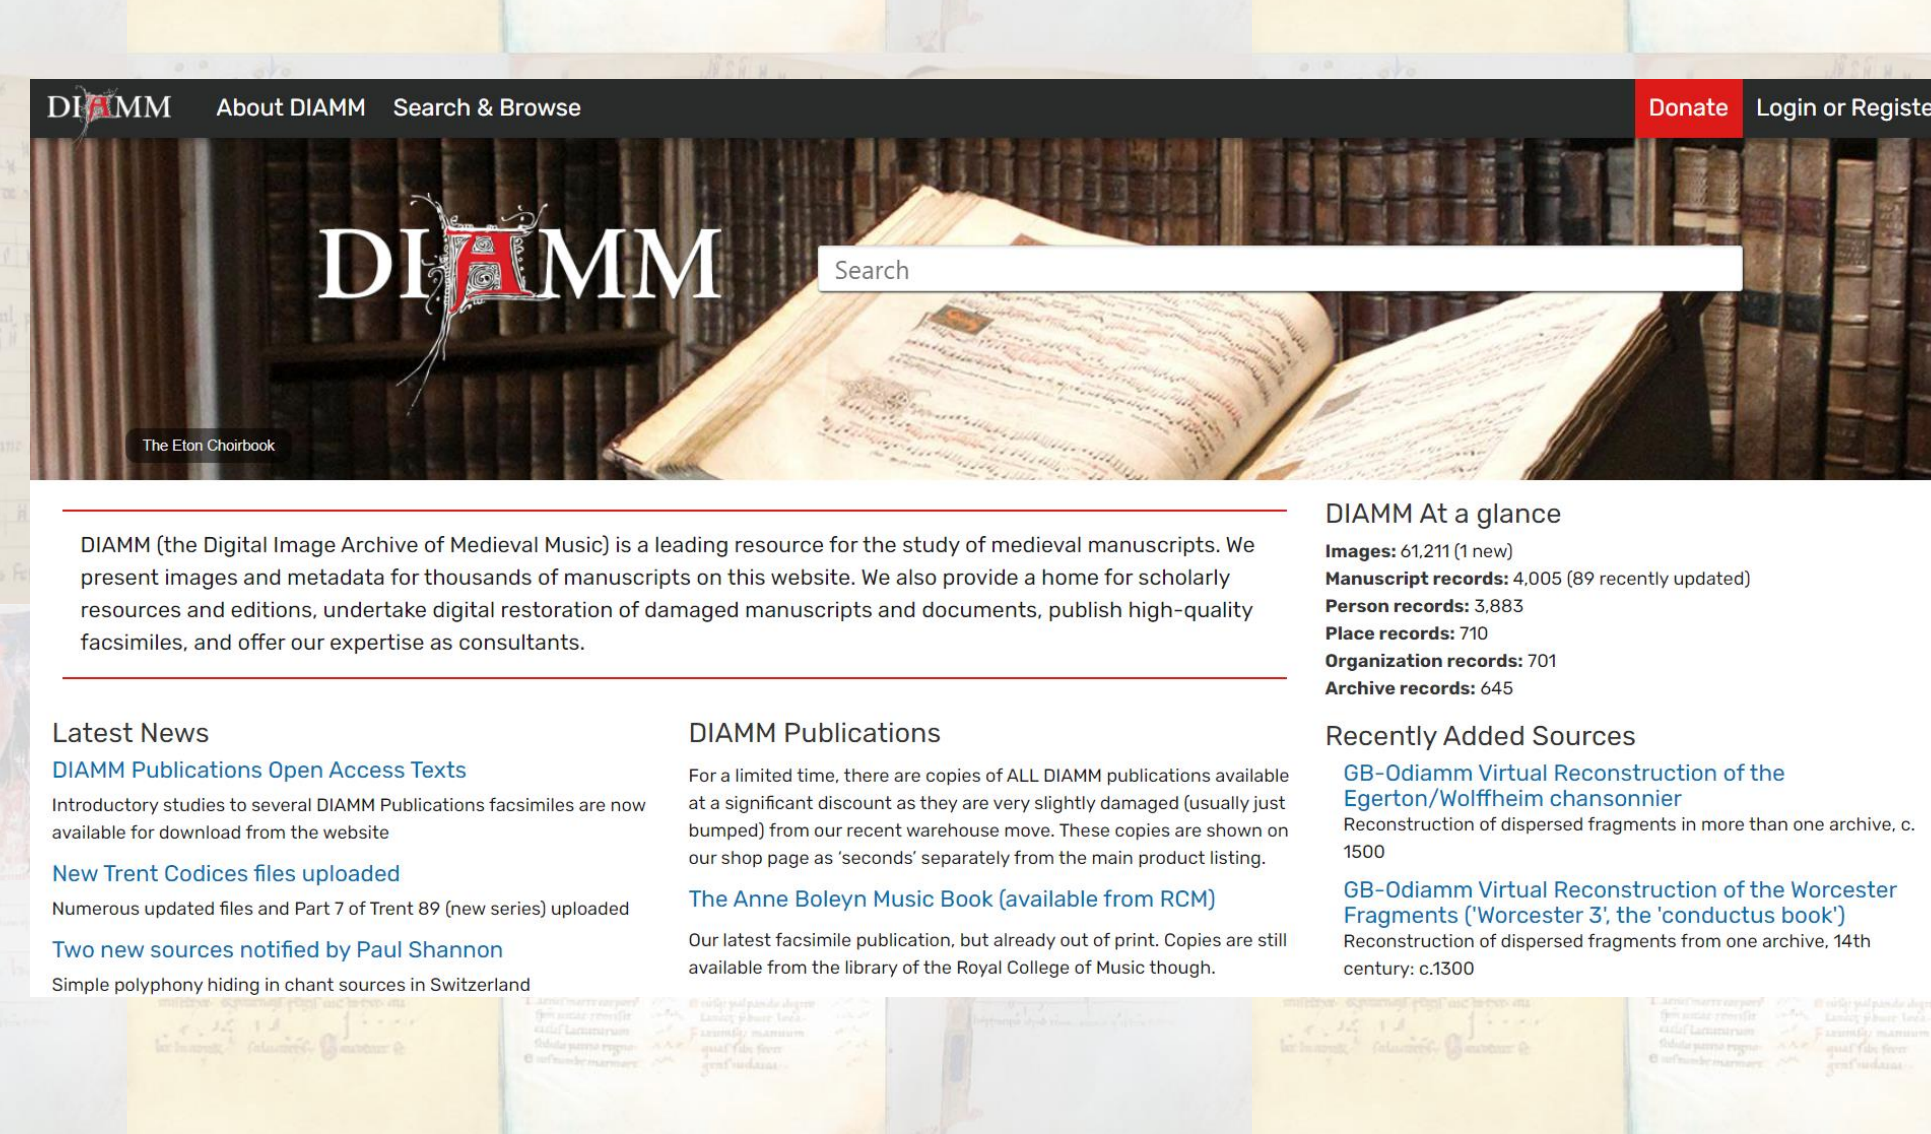 DIAMM About DIAMM Search & Browse Donate Login or Registe
DIAMM
Search
The Eton Choirbook
DIAMM (the Digital Image Archive of Medieval Music) is a leading resource for the study of medieval manuscripts. We
present images and metadata for thousands of manuscripts on this website. We also provide a home for scholarly
resources and editions, undertake digital restoration of damaged manuscripts and documents, publish high-quality
facsimiles, and offer our expertise as consultants.
Latest News
DIAMM Publications Open Access Texts
Introductory studies to several DIAMM Publications facsimiles are now
available for download from the website
New Trent Codices files uploaded
Numerous updated files and Part 7 of Trent 89 (new series) uploaded
Two new sources notified by Paul Shannon
Simple polyphony hiding in chant sources in Switzerland
DIAMM Publications
For a limited time, there are copies of ALL DIAMM publications available
at a significant discount as they are very slightly damaged (usually just
bumped) from our recent warehouse move. These copies are shown on
our shop page as ‘seconds’ separately from the main product listing.
The Anne Boleyn Music Book (available from RCM)
Our latest facsimile publication, but already out of print. Copies are still
available from the library of the Royal College of Music though.
DIAMM At a glance
Images: 61,211 (1 new)
Manuscript records: 4,005 (89 recently updated)
Person records: 3,883
Place records: 710
Organization records: 701
Archive records: 645
Recently Added Sources
GB-Odiamm Virtual Reconstruction of the
Egerton/Wolffheim chansonnier
Reconstruction of dispersed fragments in more than one archive, c.
1500
GB-Odiamm Virtual Reconstruction of the Worcester
Fragments ('Worcester 3', the 'conductus book')
Reconstruction of dispersed fragments from one archive, 14th
century: c.1300